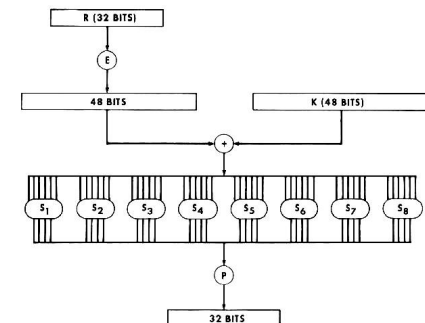 R (32 BITS)
E
48 BITS
K (48 BITS)
+
S1 S2 S3 S4 S5 S6 S7 S8
P
32 BITS